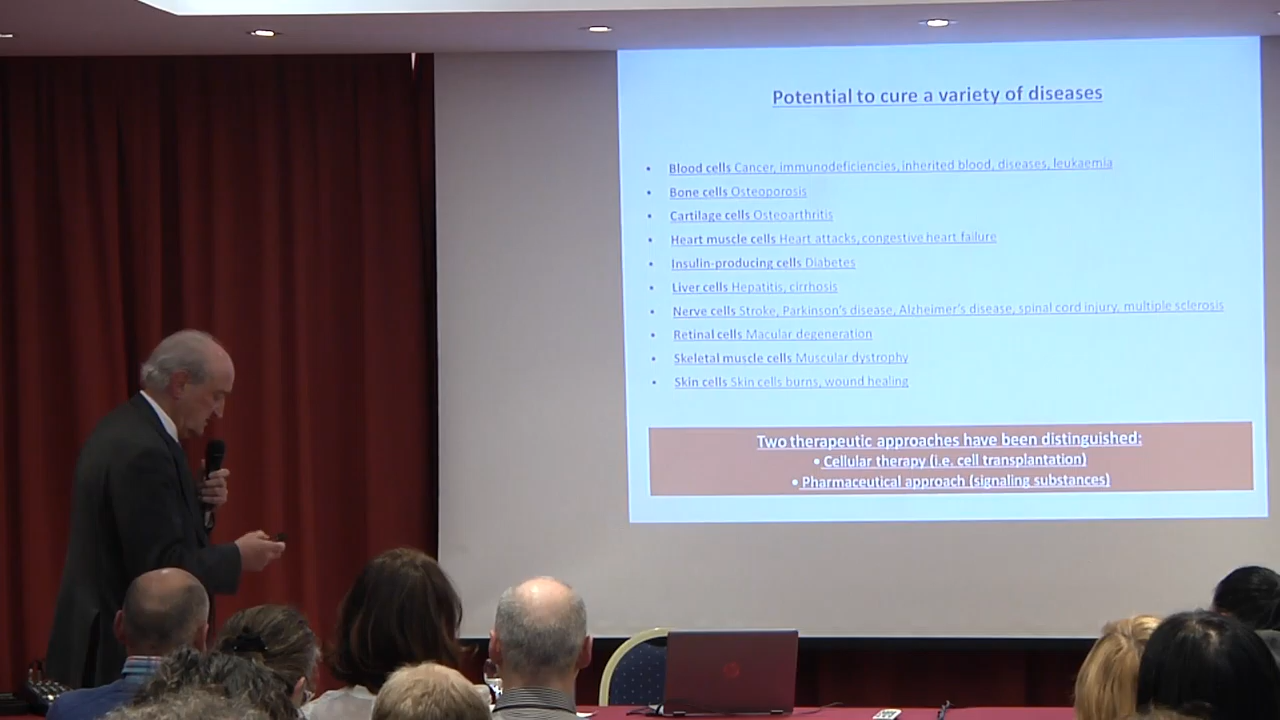 Potential to cure a variety of diseases
• Blood cells Cancer, immunodeficiencies, inherited blood, diseases, leukaemia
• Bone cells Osteoporosis
• Cartilage cells Osteoarthritis
• Heart muscle cells Heart attacks, congestive heart failure
• Insulin-producing cells Diabetes
• Liver cells Hepatitis, cirrhosis
• Nerve cells Stroke, Parkinson's disease, Alzheimer's disease, spinal cord injury, multiple sclerosis
• Retinal cells Macular degeneration
• Skeletal muscle cells Muscular dystrophy
• Skin cells Skin cells burns, wound healing
Two therapeutic approaches have been distinguished:
• Cellular therapy (i.e. cell transplantation)
• Pharmaceutical approach (signaling substances)